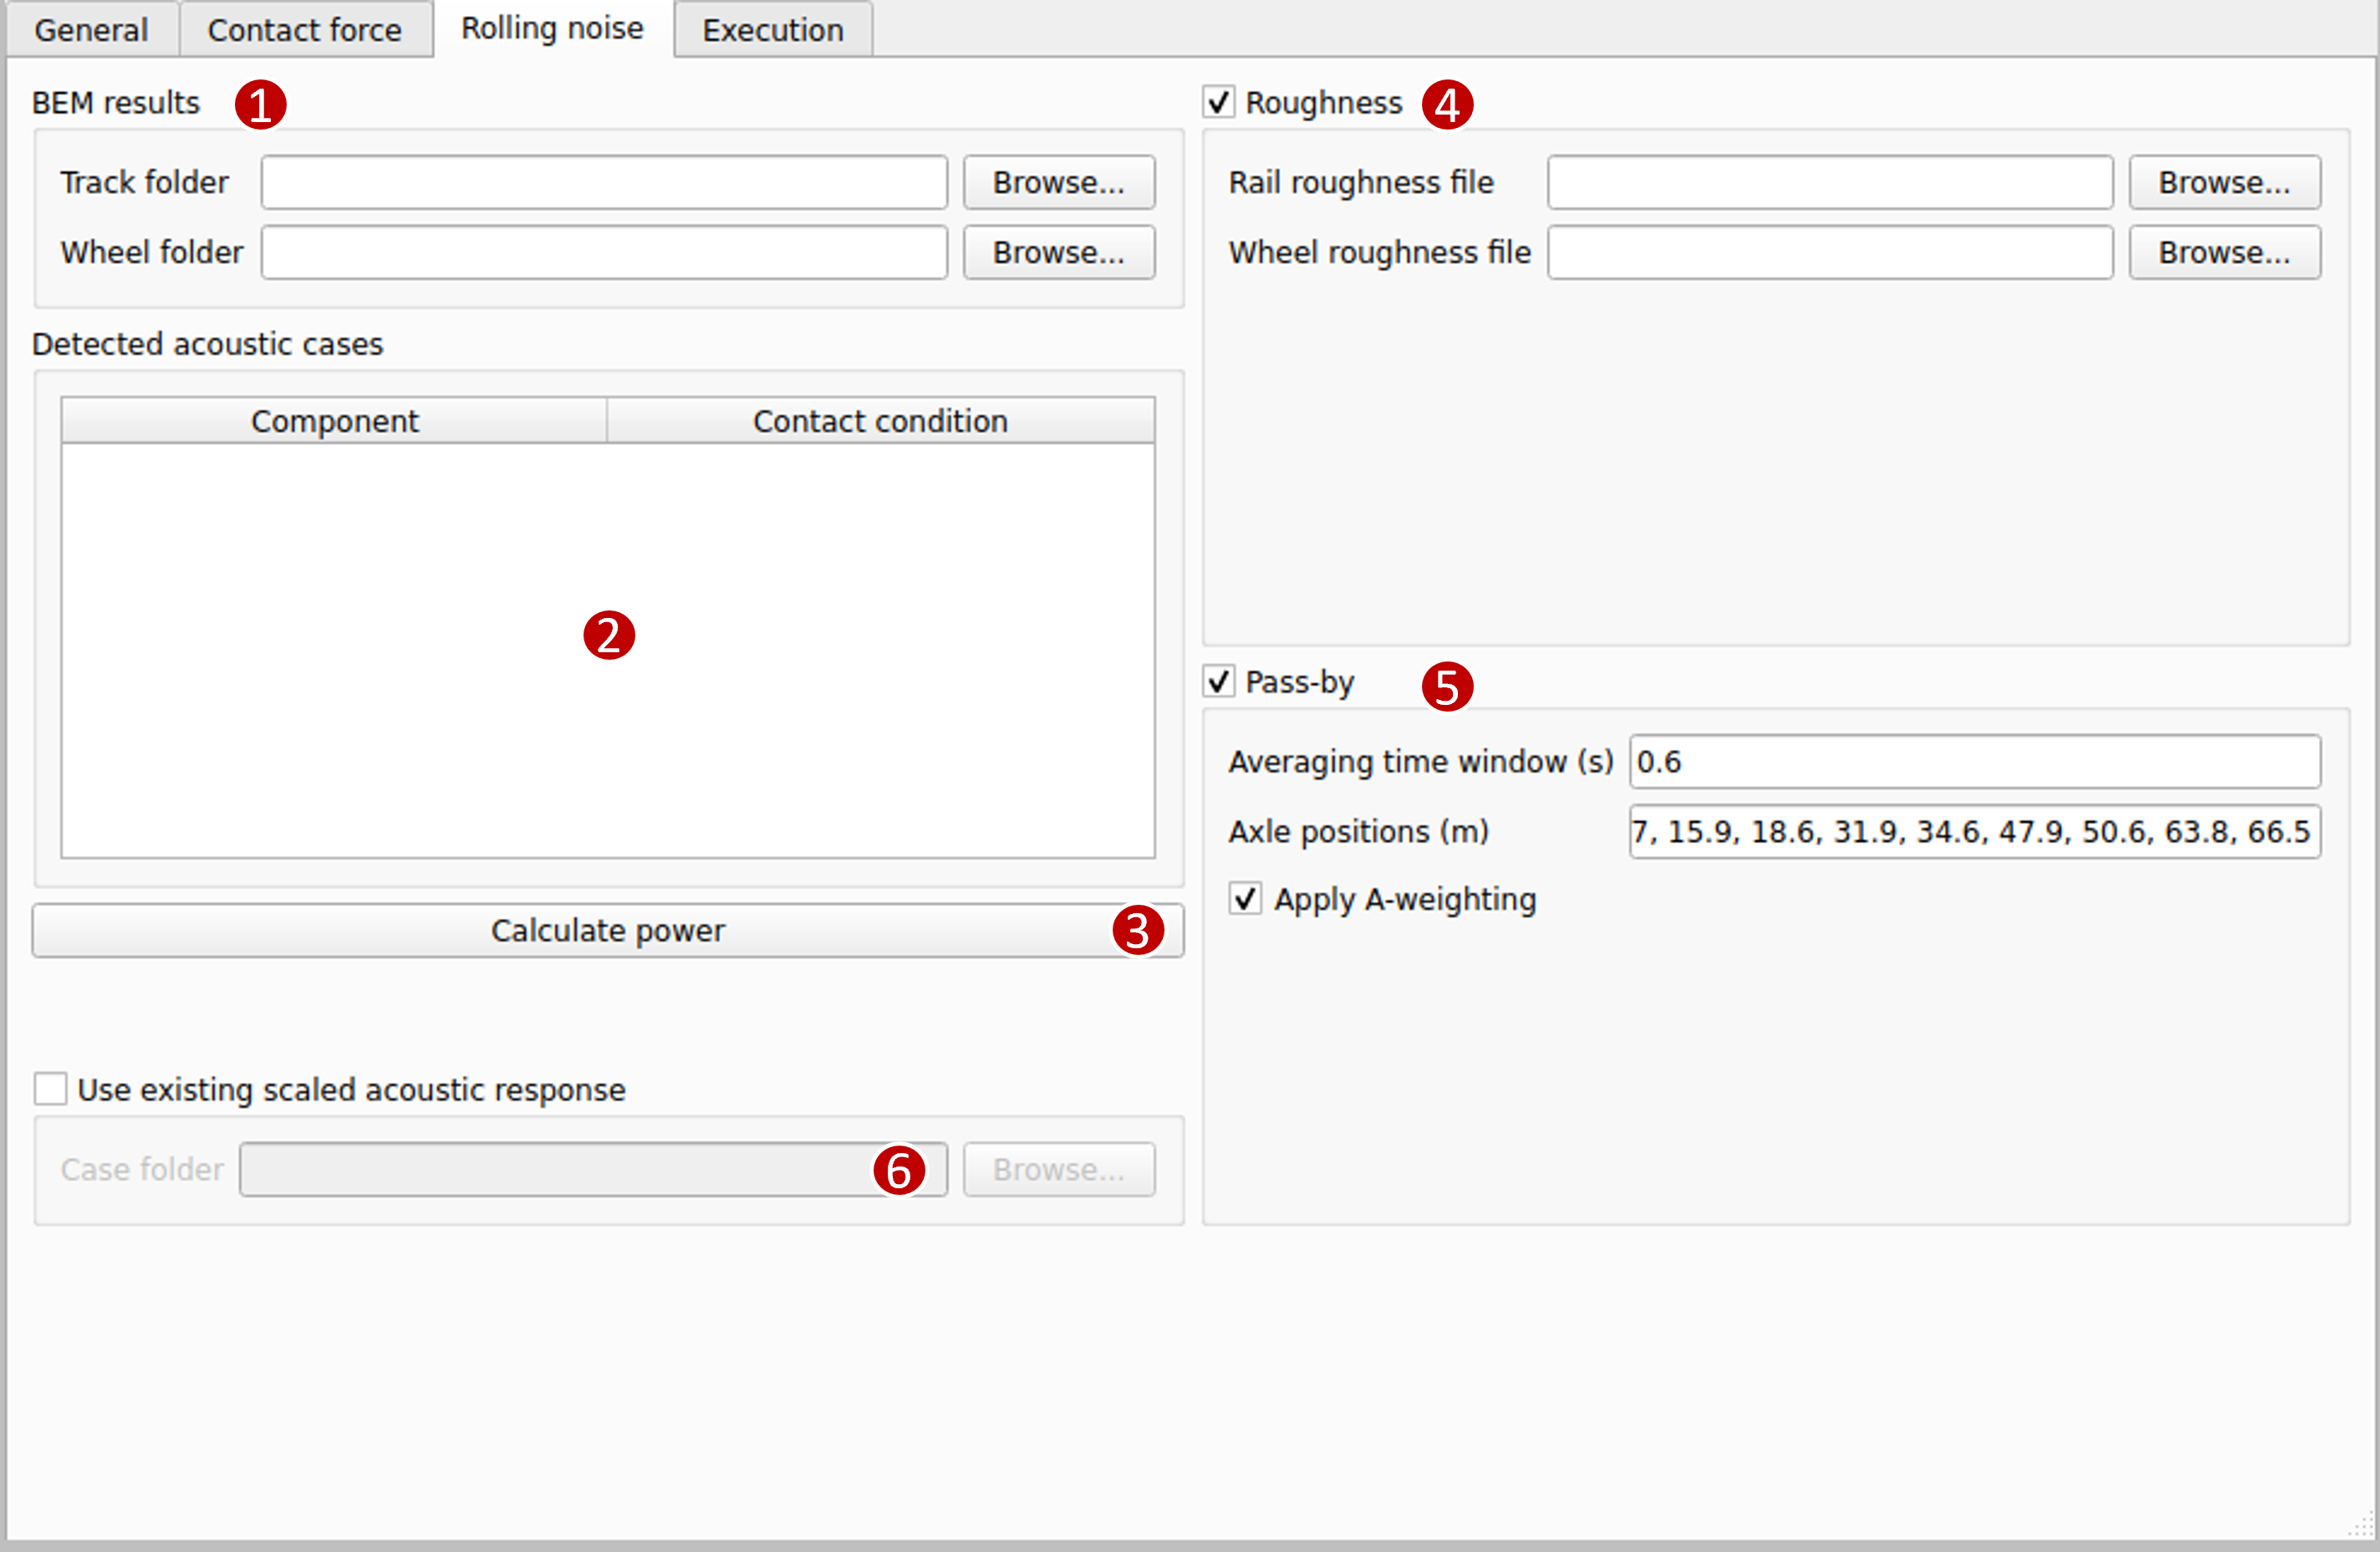 General Contact force Rolling noise Execution
BEM results 1
Track folder Browse...
Wheel folder Browse...
Detected acoustic cases
Component Contact condition
2
Calculate power 3
Use existing scaled acoustic response
Case folder 6 Browse...
Roughness 4
Rail roughness file Browse...
Wheel roughness file Browse...
Pass-by 5
Averaging time window (s) 0.6
Axle positions (m) 7, 15.9, 18.6, 31.9, 34.6, 47.9, 50.6, 63.8, 66.5
Apply A-weighting